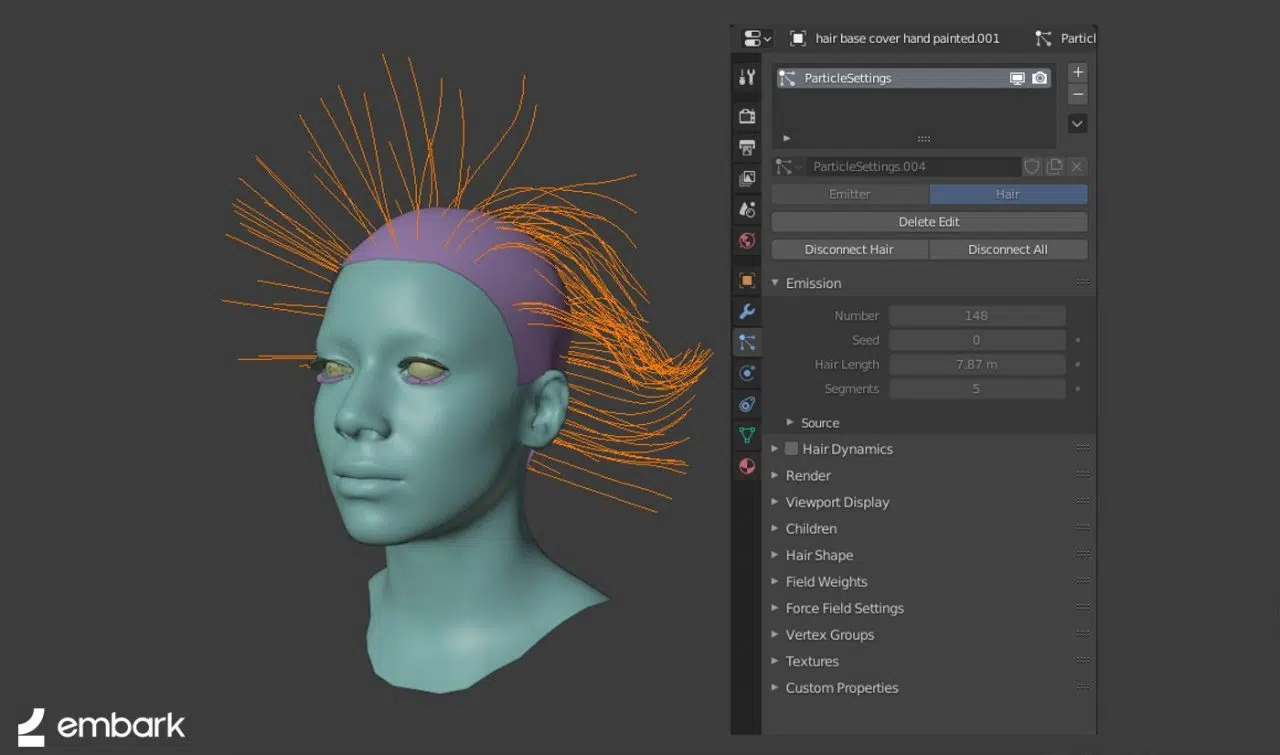 hair base cover hand painted.001 Particl
ParticleSettings
ParticleSettings.004
Emitter Hair
Delete Edit
Disconnect Hair Disconnect All
Emission
Number 148
Seed 0
Hair Length 7.87 m
Segments 5
Source
Hair Dynamics
Render
Viewport Display
Children
Hair Shape
Field Weights
Force Field Settings
Vertex Groups
Textures
Custom Properties
embark